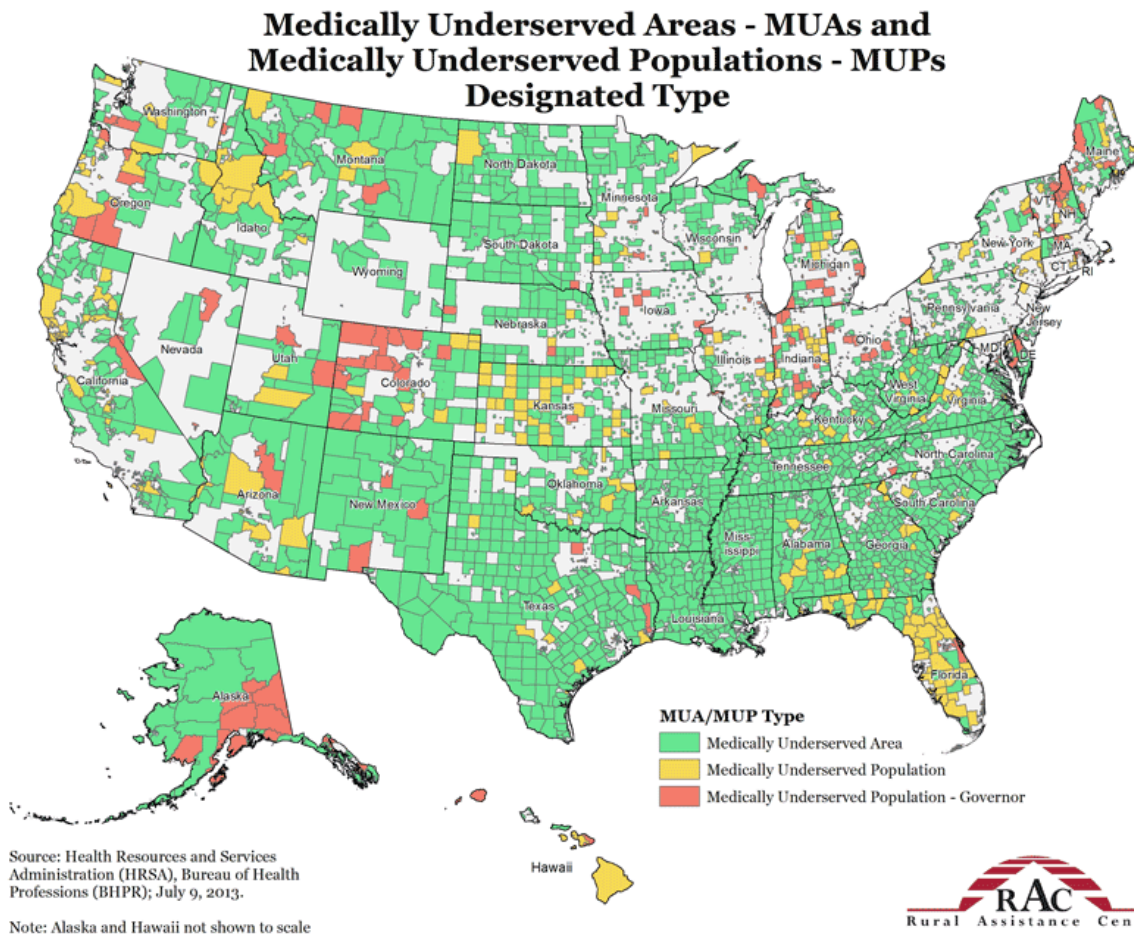 Medically Underserved Areas - MUAs and
Medically Underserved Populations - MUPs
Designated Type
Washington
Montana
North Dakota
Minnesota
Maine
Oregon
Idaho
South Dakota
Wisconsin
VT
NH
New York
MA
CT
RI
Wyoming
Michigan
Nebraska
Iowa
Pennsylvania
New
Jersey
Nevada
Utah
Colorado
Illinois
Indiana
Ohio
MD
DE
California
Kansas
Missouri
West
Virginia
Virginia
Kentucky
Arizona
New Mexico
Oklahoma
Arkansas
Tennessee
North Carolina
South Carolina
Miss-
issippi
Alabama
Georgia
Texas
Louisiana
Florida
Alaska
Hawaii
MUA/MUP Type
Medically Underserved Area
Medically Underserved Population
Medically Underserved Population - Governor
Source: Health Resources and Services
Administration (HRSA), Bureau of Health
Professions (BHPR); July 9, 2013.
Note: Alaska and Hawaii not shown to scale
RAC
Rural Assistance Cen